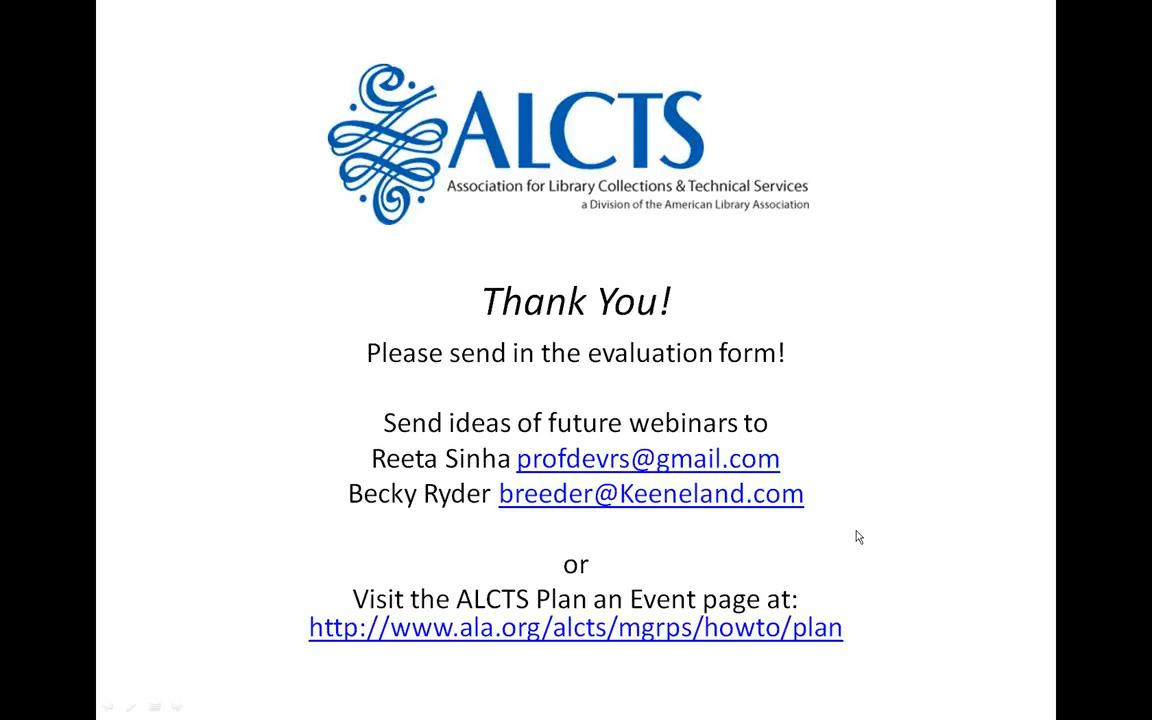 ALCTS
Association for Library Collections & Technical Services
a Division of the American Library Association
Thank You!
Please send in the evaluation form!
Send ideas of future webinars to
Reeta Sinha profdevrs@gmail.com
Becky Ryder breeder@Keeneland.com
or
Visit the ALCTS Plan an Event page at:
http://www.ala.org/alcts/mgrps/howto/plan